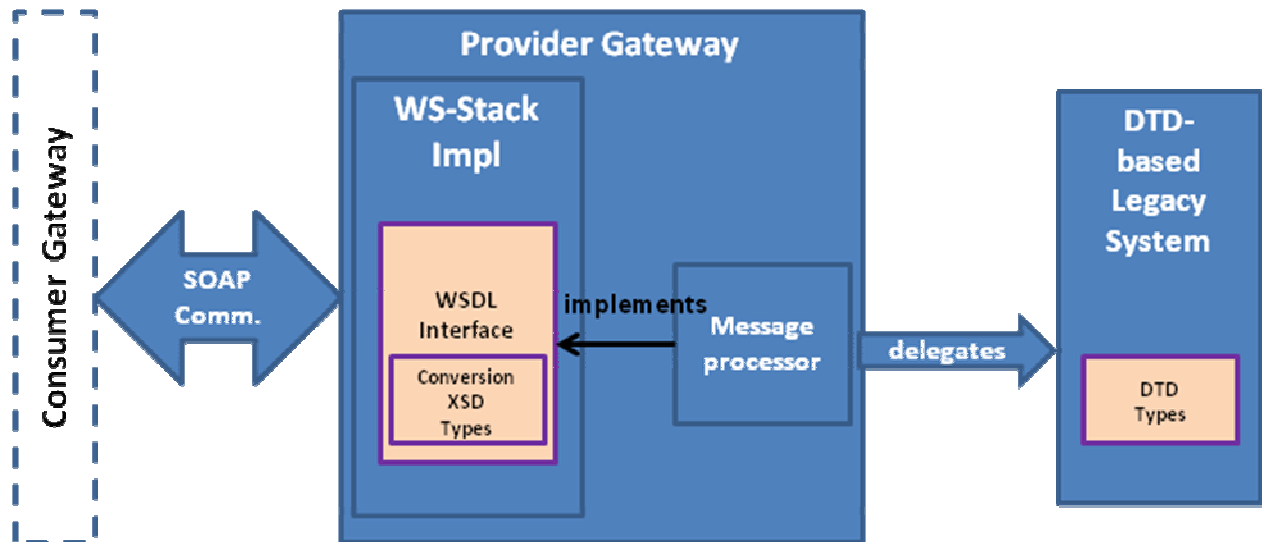 Consumer Gateway
SOAP
Comm.
Provider Gateway
WS-Stack
Impl
WSDL
Interface
Conversion
XSD
Types
implements
Message
processor
delegates
DTD-
based
Legacy
System
DTD
Types